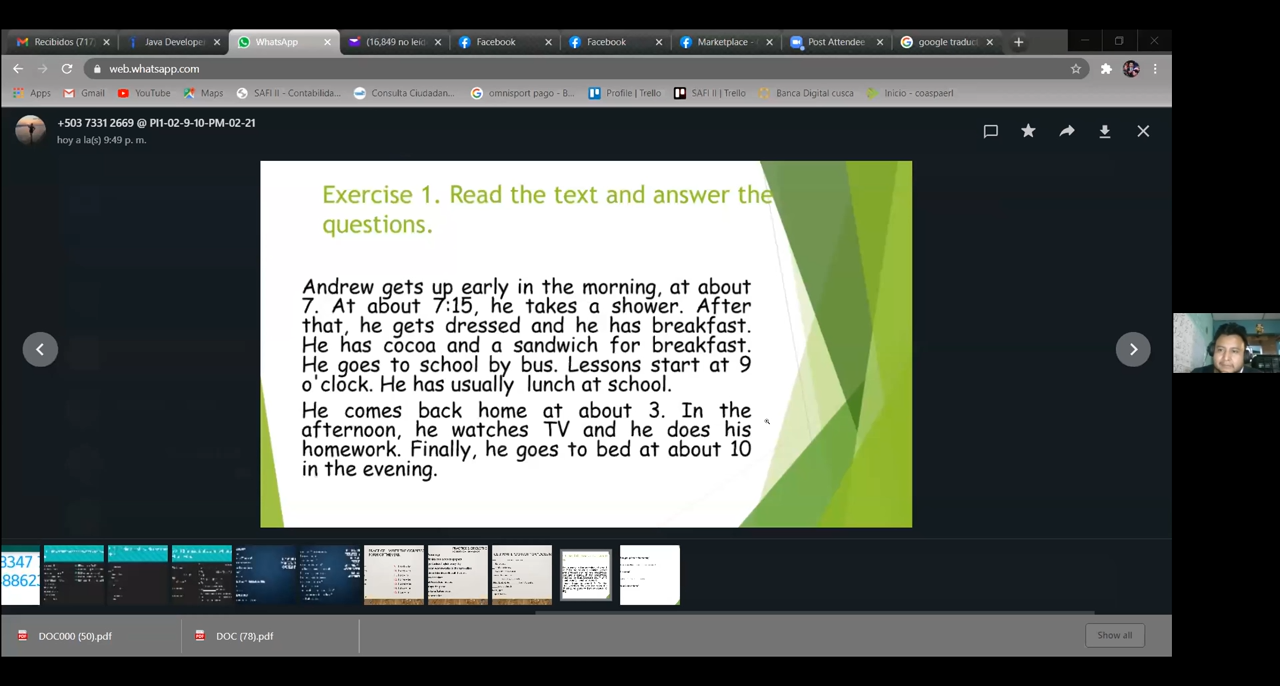 Recibidos (717)
Java Developer
WhatsApp
(16,849 no leíd
Facebook
Facebook
Marketplace -
Post Attendee
google traduc
web.whatsapp.com
Apps
Gmail
YouTube
Maps
SAFI II - Contabilida...
Consulta Ciudadan...
omnisport pago - B...
Profile | Trello
SAFI II | Trello
Banca Digital cusca
Inicio - coaspaerl
+503 7331 2669 @ PI1-02-9-10-PM-02-21
hoy a la(s) 9:49 p. m.
Exercise 1. Read the text and answer the
questions.
Andrew gets up early in the morning, at about
7. At about 7:15, he takes a shower. After
that, he gets dressed and he has breakfast.
He has cocoa and a sandwich for breakfast.
He goes to school by bus. Lessons start at 9
o'clock. He has usually lunch at school.
He comes back home at about 3. In the
afternoon, he watches TV and he does his
homework. Finally, he goes to bed at about 10
in the evening.
3347
88623
DOC000 (50).pdf
DOC (78).pdf
Show all